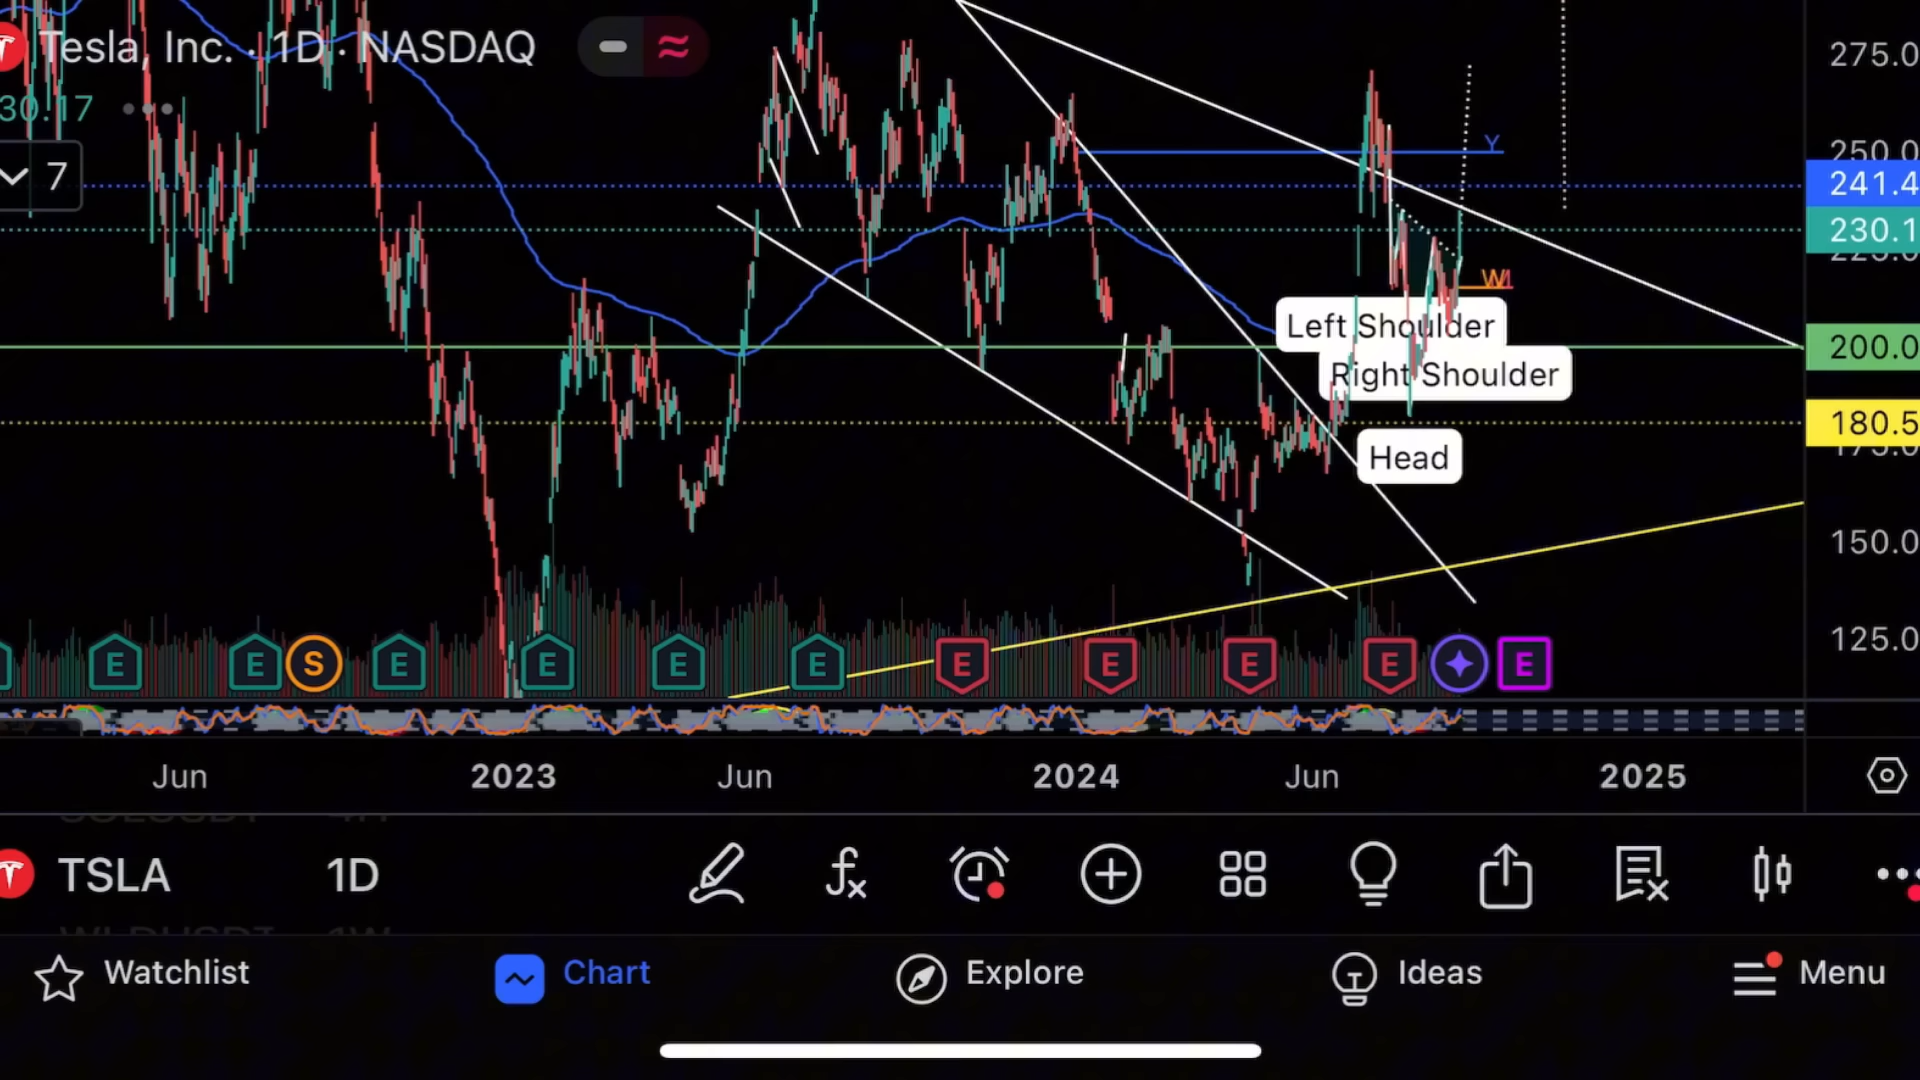 Tesla, Inc. · 1D · NASDAQ
30.17
7
275.0
Y
250.0
241.4
230.1
W
Left Shoulder
200.0
Right Shoulder
180.5
175.0
Head
150.0
125.0
E E S E E E E E E E E E
Jun 2023 Jun 2024 Jun 2025
TSLA 1D
Watchlist Chart Explore Ideas Menu